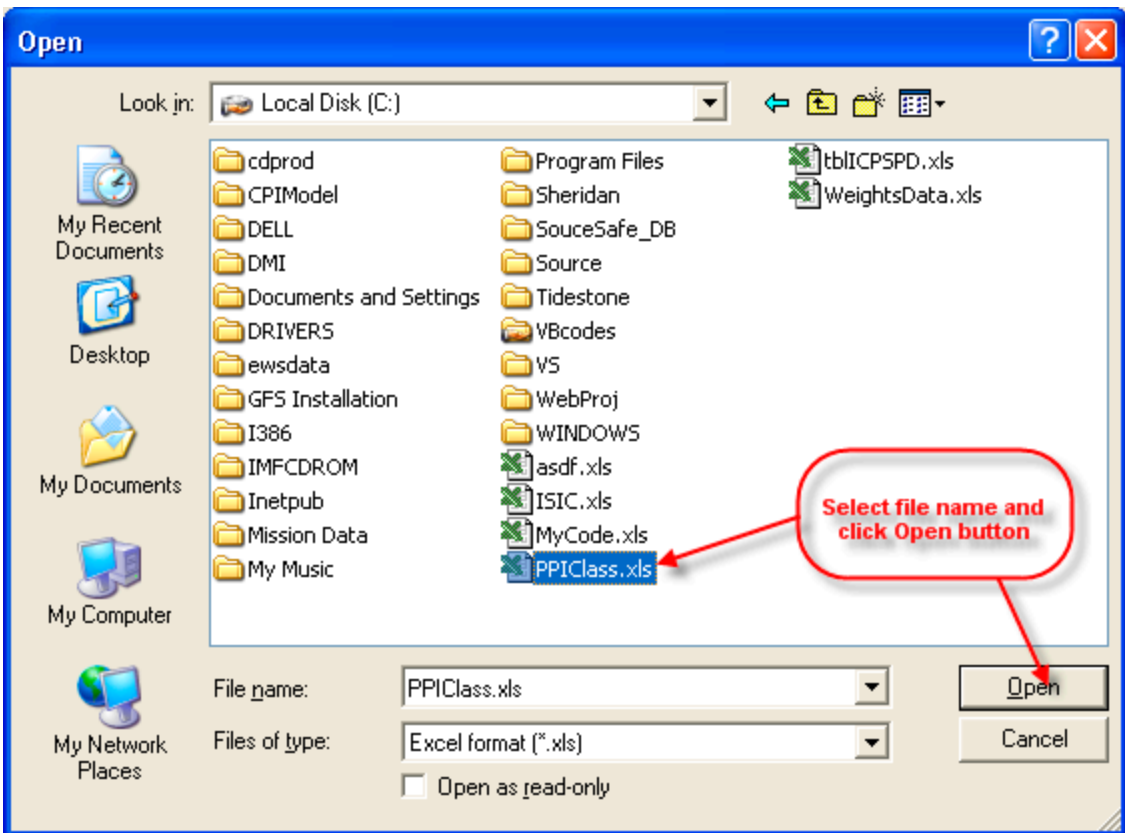 Open
Look in:
Local Disk (C:)
My Recent
Documents
Desktop
My Documents
My Computer
My Network
Places
cdprod
CPIModel
DELL
DMI
Documents and Settings
DRIVERS
ewsdata
GFS Installation
I386
IMFCDROM
Inetpub
Mission Data
My Music
Program Files
Sheridan
SouceSafe_DB
Source
Tidestone
VBcodes
VS
WebProj
WINDOWS
asdf.xls
ISIC.xls
MyCode.xls
PPIClass.xls
tblICPSPD.xls
WeightsData.xls
Select file name and
click Open button
File name:
PPIClass.xls
Open
Files of type:
Excel format (*.xls)
Cancel
Open as read-only